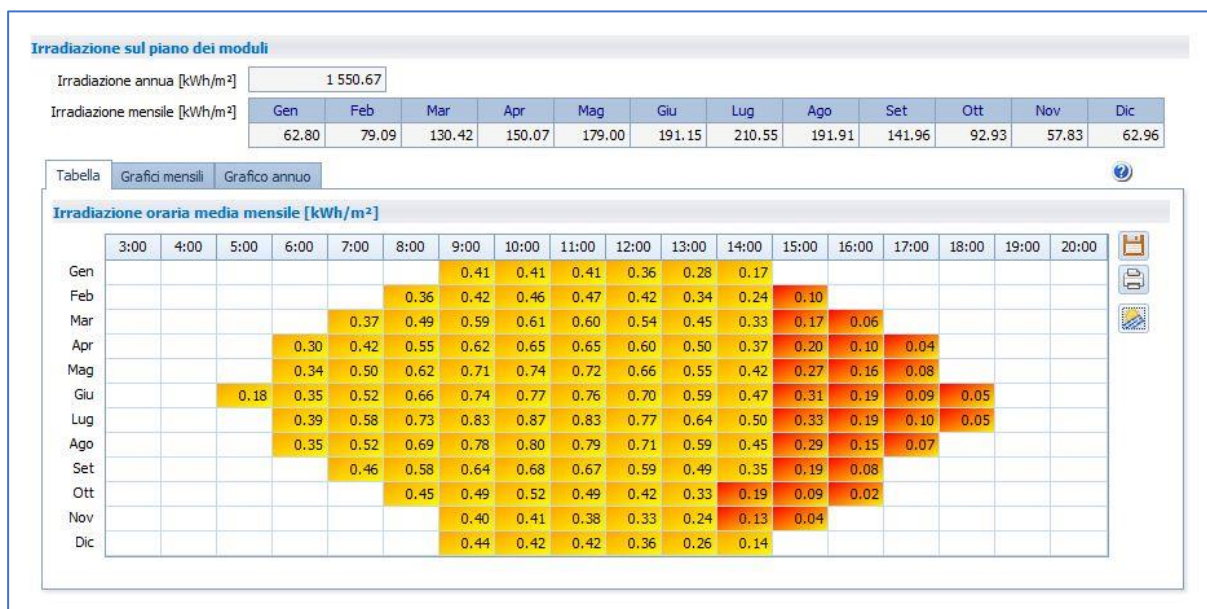 Irradiazione sul piano dei moduli
Irradiazione annua [kWh/m²] 1 550.67
Irradiazione mensile [kWh/m²] Gen Feb Mar Apr Mag Giu Lug Ago Set Ott Nov Dic
62.80 79.09 130.42 150.07 179.00 191.15 210.55 191.91 141.96 92.93 57.83 62.96
Tabella Grafici mensili Grafico annuo ?
Irradiazione oraria media mensile [kWh/m²]
3:00 4:00 5:00 6:00 7:00 8:00 9:00 10:00 11:00 12:00 13:00 14:00 15:00 16:00 17:00 18:00 19:00 20:00
Gen 0.41 0.41 0.41 0.36 0.28 0.17
Feb 0.36 0.42 0.46 0.47 0.42 0.34 0.24 0.10
Mar 0.37 0.49 0.59 0.61 0.60 0.54 0.45 0.33 0.17 0.06
Apr 0.30 0.42 0.55 0.62 0.65 0.65 0.60 0.50 0.37 0.20 0.10 0.04
Mag 0.34 0.50 0.62 0.71 0.74 0.72 0.66 0.55 0.42 0.27 0.16 0.08
Giu 0.18 0.35 0.52 0.66 0.74 0.77 0.76 0.70 0.59 0.47 0.31 0.19 0.09 0.05
Lug 0.39 0.58 0.73 0.83 0.87 0.83 0.77 0.64 0.50 0.33 0.19 0.10 0.05
Ago 0.35 0.52 0.69 0.78 0.80 0.79 0.71 0.59 0.45 0.29 0.15 0.07
Set 0.46 0.58 0.64 0.68 0.67 0.59 0.49 0.35 0.19 0.08
Ott 0.45 0.49 0.52 0.49 0.42 0.33 0.19 0.09 0.02
Nov 0.40 0.41 0.38 0.33 0.24 0.13 0.04
Dic 0.44 0.42 0.42 0.36 0.26 0.14